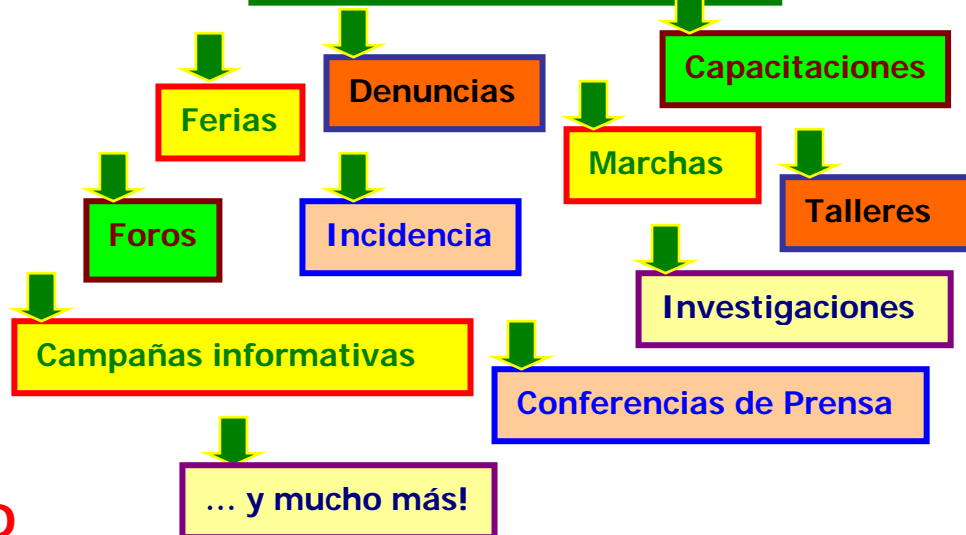 Capacitaciones
Denuncias
Ferias
Marchas
Talleres
Foros
Incidencia
Investigaciones
Campañas informativas
Conferencias de Prensa
... y mucho más!